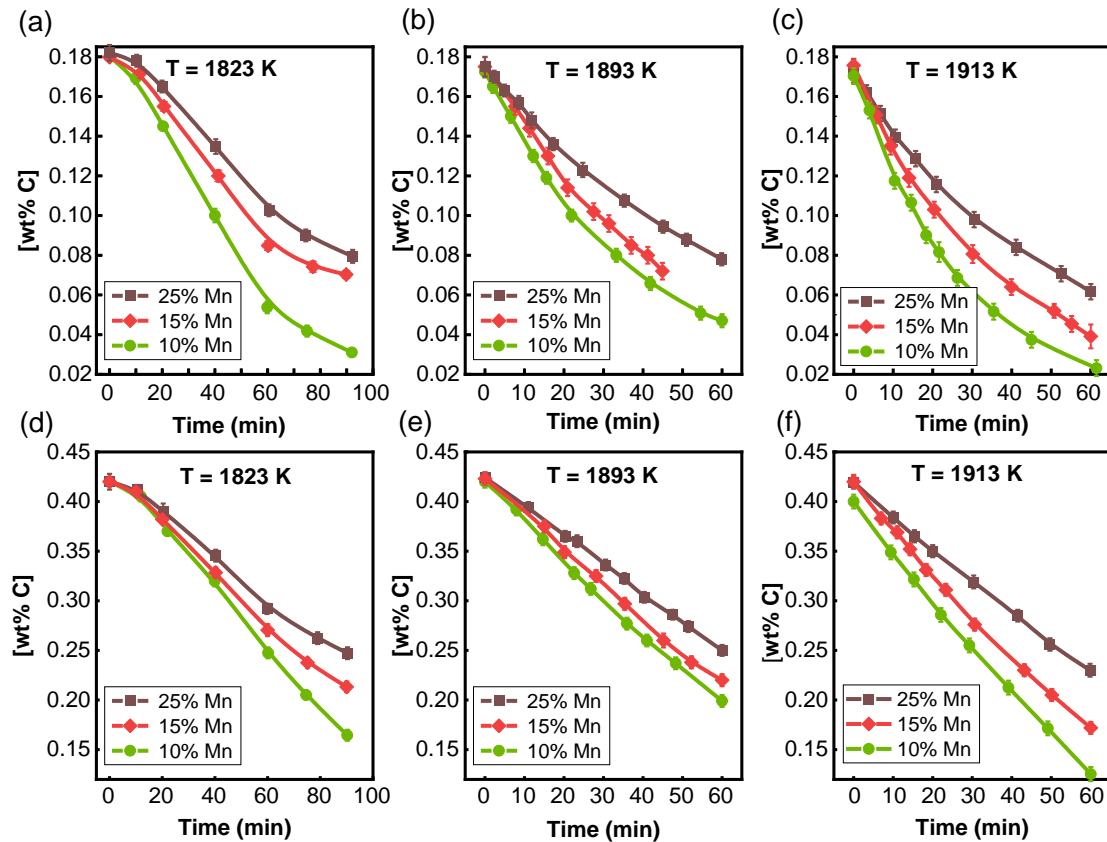 (a)
T = 1823 K
[wt% C]
0.18
0.16
0.14
0.12
0.10
0.08
0.06
0.04
0.02
25% Mn
15% Mn
10% Mn
0 20 40 60 80 100
Time (min)
(b)
T = 1893 K
[wt% C]
0.18
0.16
0.14
0.12
0.10
0.08
0.06
0.04
0.02
25% Mn
15% Mn
10% Mn
0 10 20 30 40 50 60
Time (min)
(c)
T = 1913 K
[wt% C]
0.18
0.16
0.14
0.12
0.10
0.08
0.06
0.04
0.02
25% Mn
15% Mn
10% Mn
0 10 20 30 40 50 60
Time (min)
(d)
T = 1823 K
[wt% C]
0.45
0.40
0.35
0.30
0.25
0.20
0.15
25% Mn
15% Mn
10% Mn
0 20 40 60 80 100
Time (min)
(e)
T = 1893 K
[wt% C]
0.45
0.40
0.35
0.30
0.25
0.20
0.15
25% Mn
15% Mn
10% Mn
0 10 20 30 40 50 60
Time (min)
(f)
T = 1913 K
[wt% C]
0.45
0.40
0.35
0.30
0.25
0.20
0.15
25% Mn
15% Mn
10% Mn
0 10 20 30 40 50 60
Time (min)